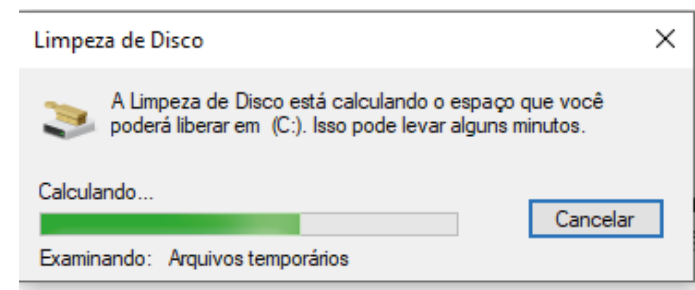 Limpeza de Disco
A Limpeza de Disco está calculando o espaço que você
poderá liberar em (C:). Isso pode levar alguns minutos.
Calculando...
Cancelar
Examinando: Arquivos temporários